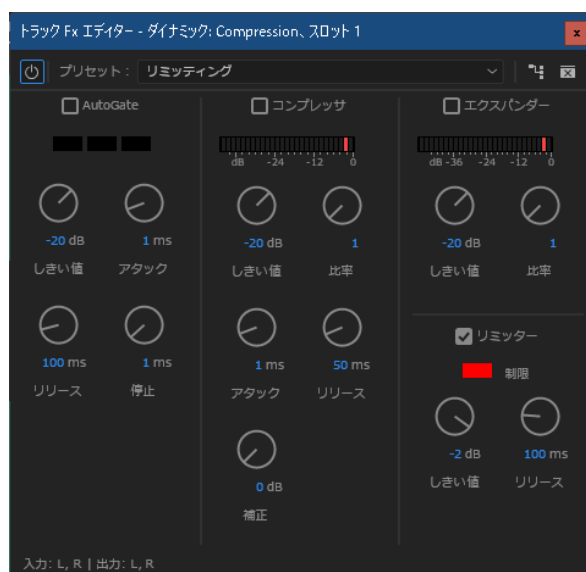 トラック Fx エディター - ダイナミック: Compression、スロット 1
x
プリセット： リミッティング
AutoGate
-20 dB
1 ms
しきい値
アタック
100 ms
1 ms
リリース
停止
コンプレッサ
dB -24 -12 0
-20 dB
1
しきい値
比率
1 ms
50 ms
アタック
リリース
0 dB
補正
エクスパンダー
dB -36 -24 -12 0
-20 dB
1
しきい値
比率
リミッター
制限
-2 dB
100 ms
しきい値
リリース
入力: L, R | 出力: L, R